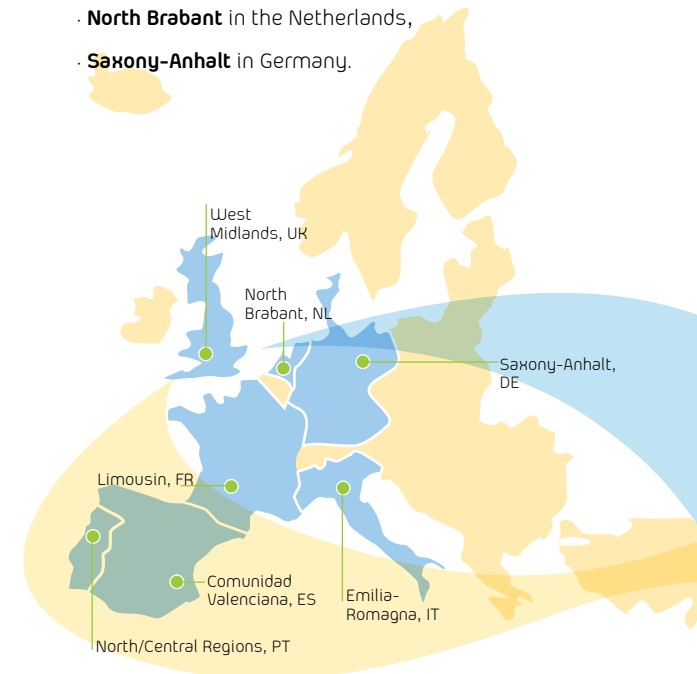 · North Brabant in the Netherlands,
· Saxony-Anhalt in Germany.
West
Midlands, UK
North
Brabant, NL
Saxony-Anhalt,
DE
Limousin, FR
Comunidad
Valenciana, ES
Emilia-
Romagna, IT
North/Central Regions, PT